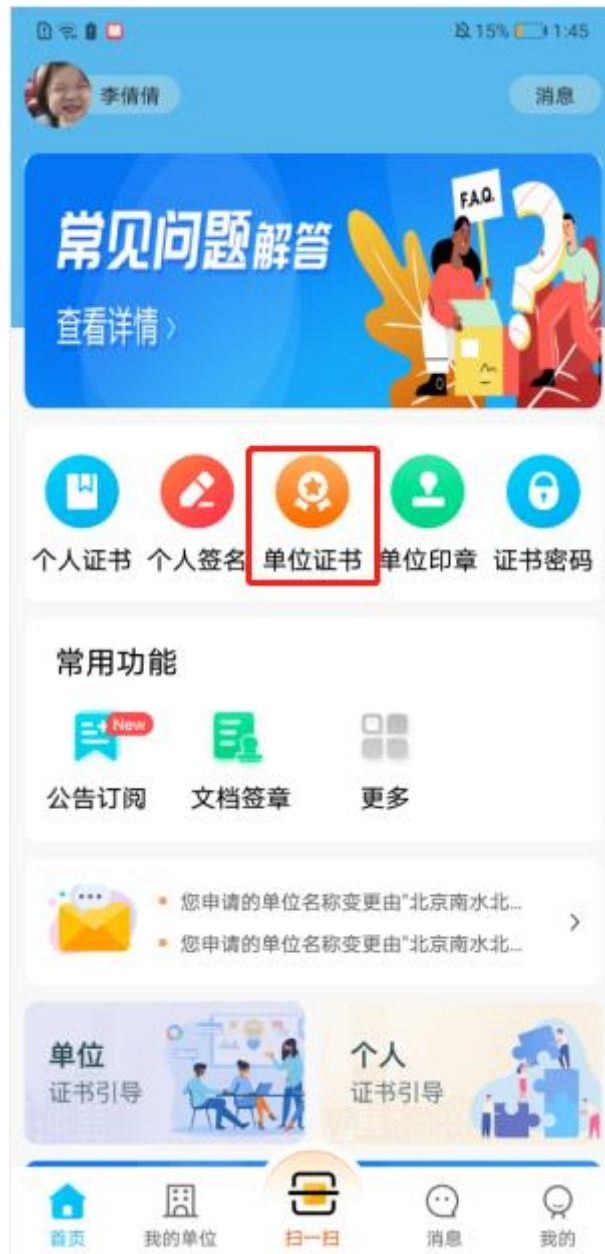 15% 1:45
李倩倩
消息
常见问题解答
F.A.Q.
查看详情 >
个人证书 个人签名 单位证书 单位印章 证书密码
常用功能
New
公告订阅 文档签章 更多
您申请的单位名称变更由"北京南水北...
您申请的单位名称变更由"北京南水北...
单位
证书引导
个人
证书引导
首页 我的单位 扫一扫 消息 我的